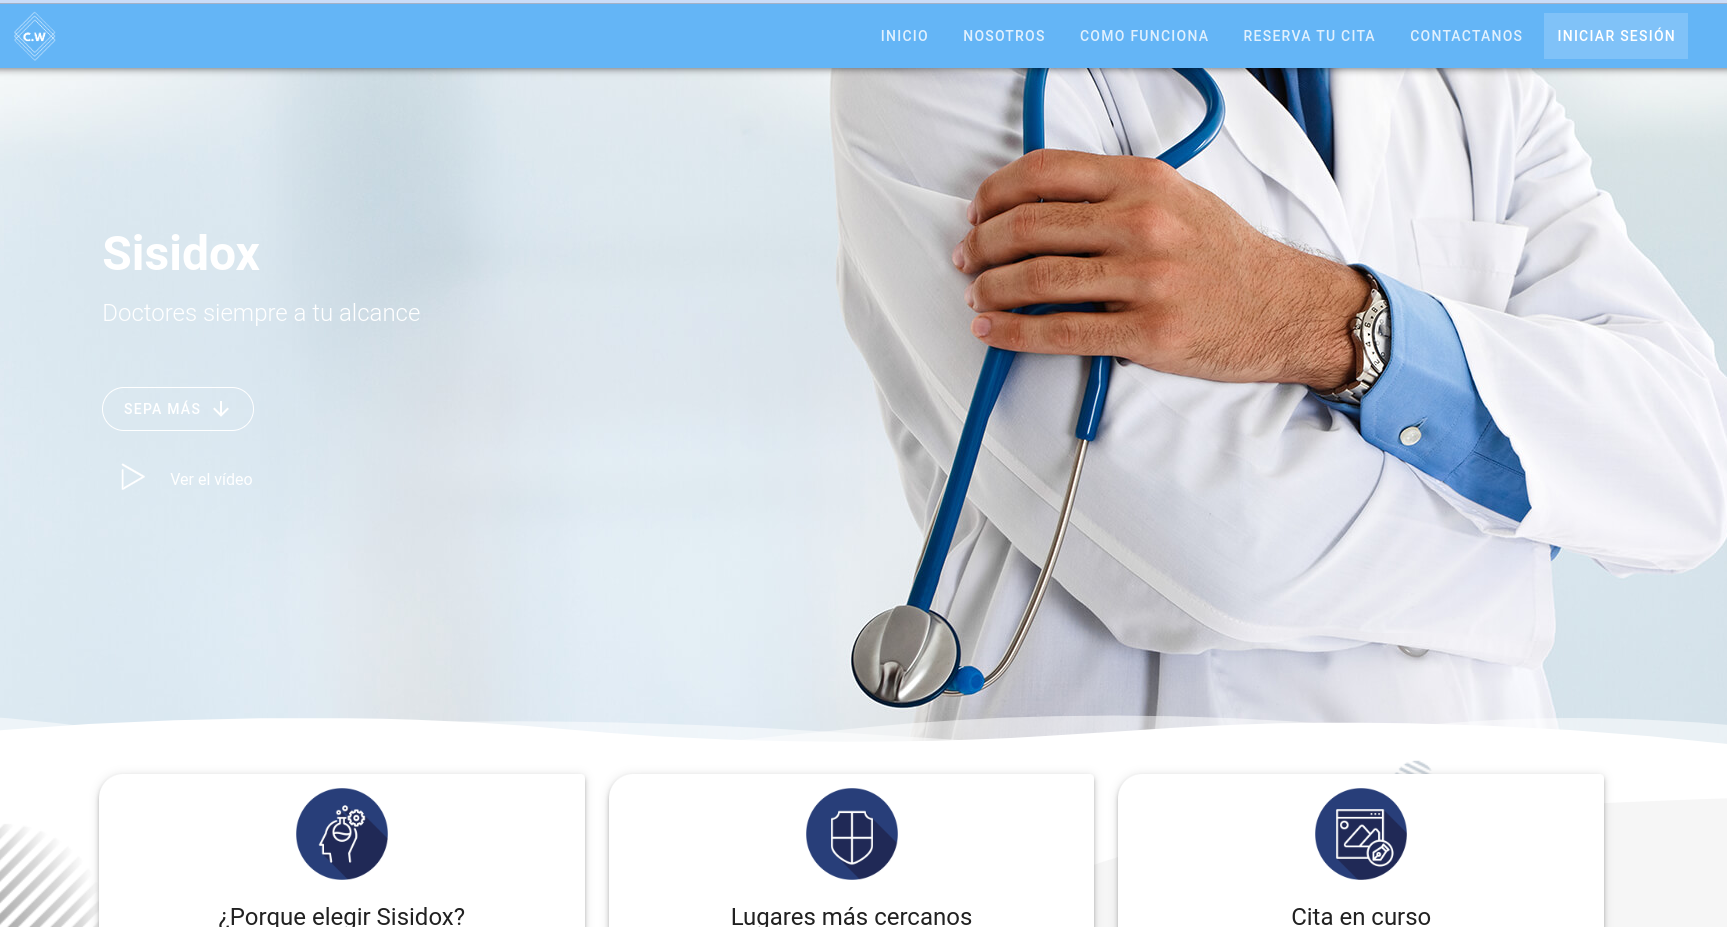 C.W
INICIO NOSOTROS COMO FUNCIONA RESERVA TU CITA CONTACTANOS INICIAR SESIÓN
Sisidox
Doctores siempre a tu alcance
SEPA MÁS
Ver el vídeo
¿Porque elegir Sisidox?
Lugares más cercanos
Cita en curso